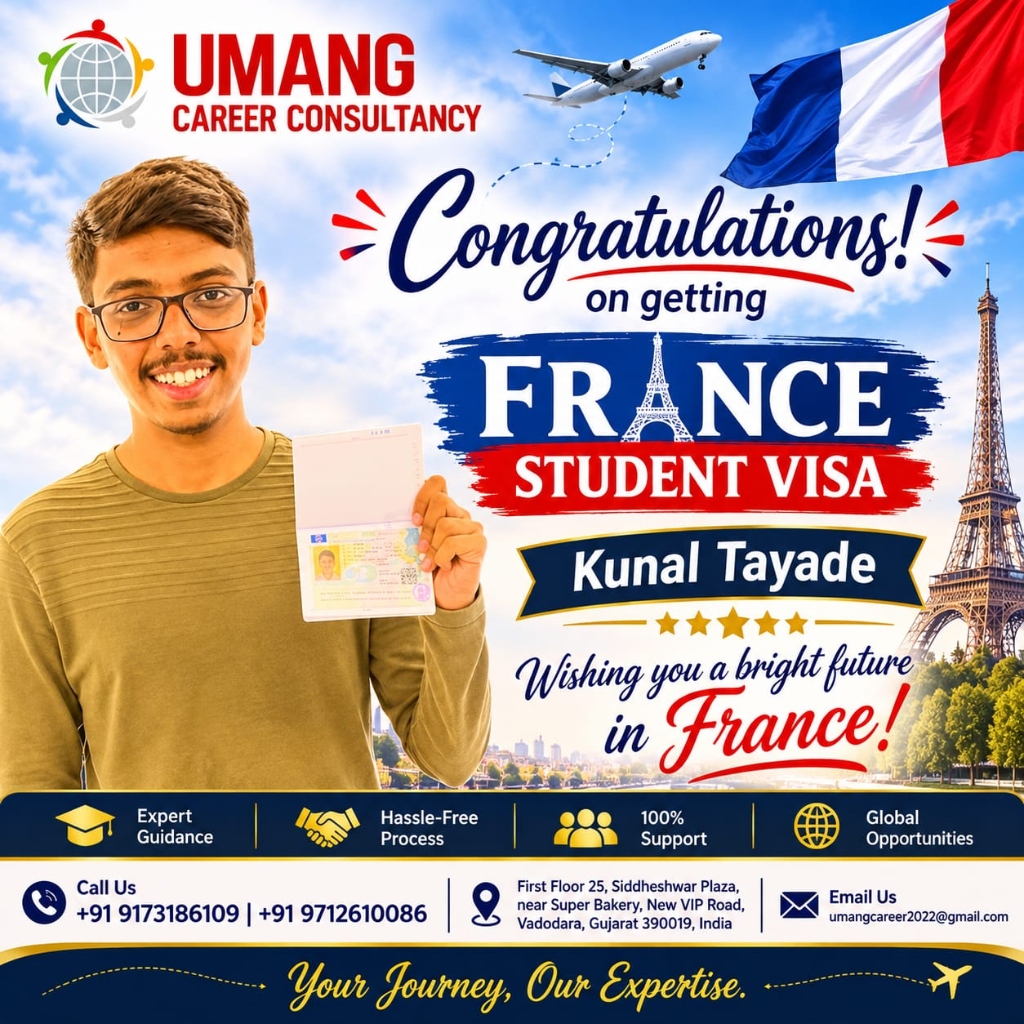 UMANG
CAREER CONSULTANCY
Congratulations!
on getting
FRANCE
STUDENT VISA
Kunal Tayade
Wishing you a bright future
in France!
Expert
Guidance
Hassle-Free
Process
100%
Support
Global
Opportunities
Call Us
+91 9173186109 | +91 9712610086
First Floor 25, Siddheshwar Plaza,
near Super Bakery, New VIP Road,
Vadodara, Gujarat 390019, India
Email Us
umangcareer2022@gmail.com
Your Journey, Our Expertise.